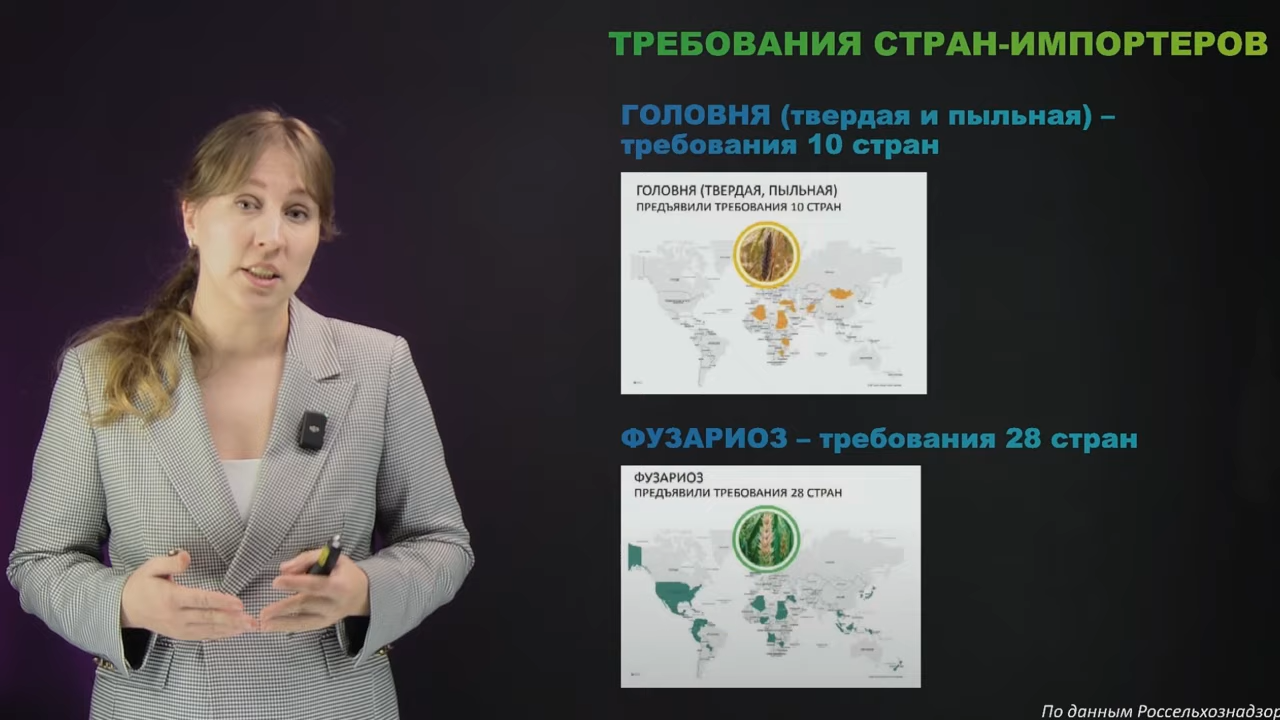 ТРЕБОВАНИЯ СТРАН-ИМПОРТЕРОВ
ГОЛОВНЯ (твердая и пыльная) –
требования 10 стран
ГОЛОВНЯ (ТВЕРДАЯ, ПЫЛЬНАЯ)
ПРЕДЪЯВИЛИ ТРЕБОВАНИЯ 10 СТРАН
ФУЗАРИОЗ – требования 28 стран
ФУЗАРИОЗ
ПРЕДЪЯВИЛИ ТРЕБОВАНИЯ 28 СТРАН
По данным Россельхознадзор